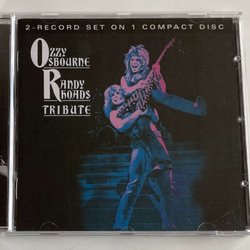 2-RECORD SET ON 1 COMPACT DISC
OZZY
OSBOURNE
RANDY
RHOADS
TRIBUTE